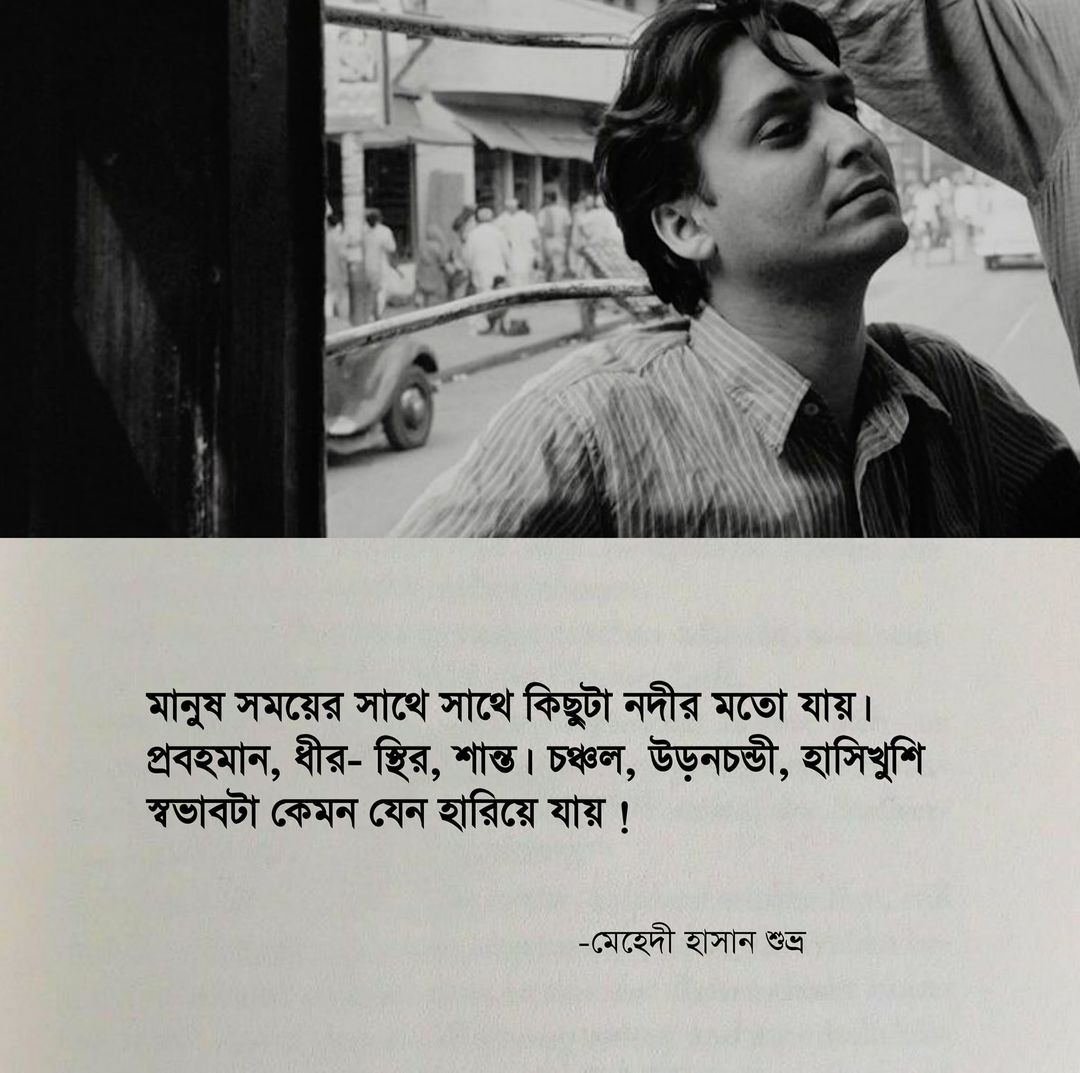 মানুষ সময়ের সাথে সাথে কিছুটা নদীর মতো যায়।
প্রবহমান, ধীর- স্থির, শান্ত। চঞ্চল, উড়নচন্ডী, হাসিখুশি
স্বভাবটা কেমন যেন হারিয়ে যায় !
-মেহেদী হাসান শুভ্র